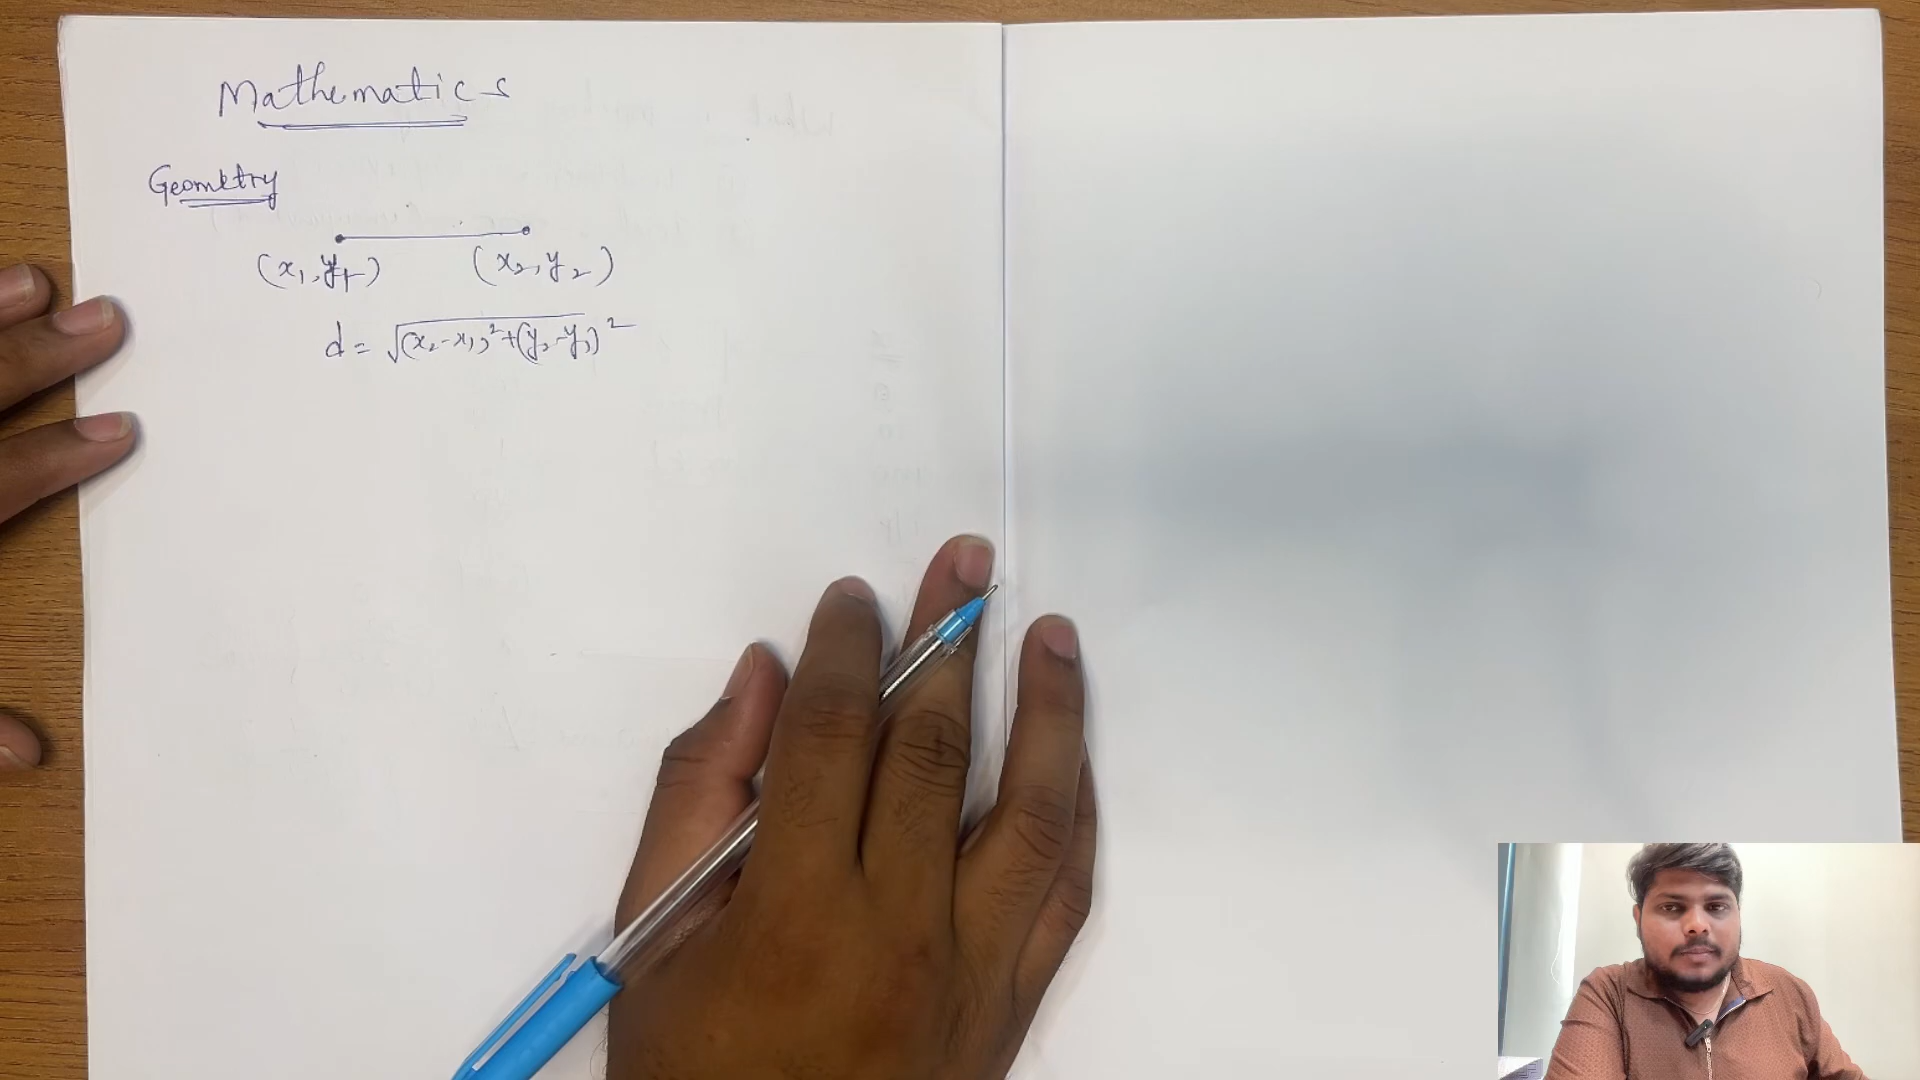 Mathematics
Geometry
(x₁, y₁) (x₂, y₂)
d = √(x₂-x₁)²+(y₂-y₁)²